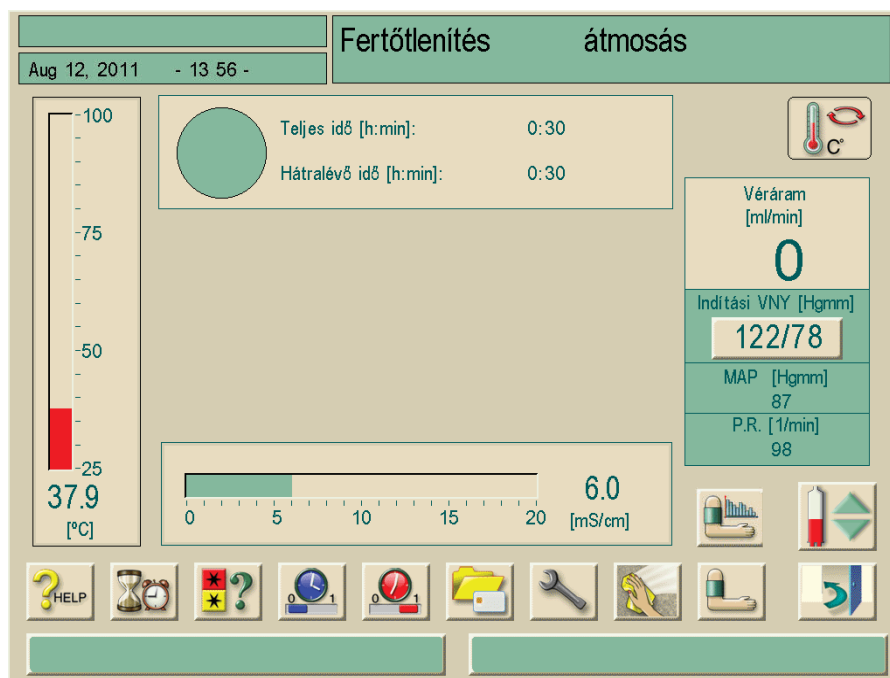 Fertőtlenítés átmosás
Aug 12, 2011 - 13 56 -
100
75
50
25
37.9
[ºC]
Teljes idő [h:min]: 0:30
Hátralévő idő [h:min]: 0:30
C°
Véráram
[ml/min]
0
Indítási VNY [Hgmm]
122/78
MAP [Hgmm]
87
P.R. [1/min]
98
0 5 10 15 20
6.0
[mS/cm]
? HELP
?
0 1
0 1